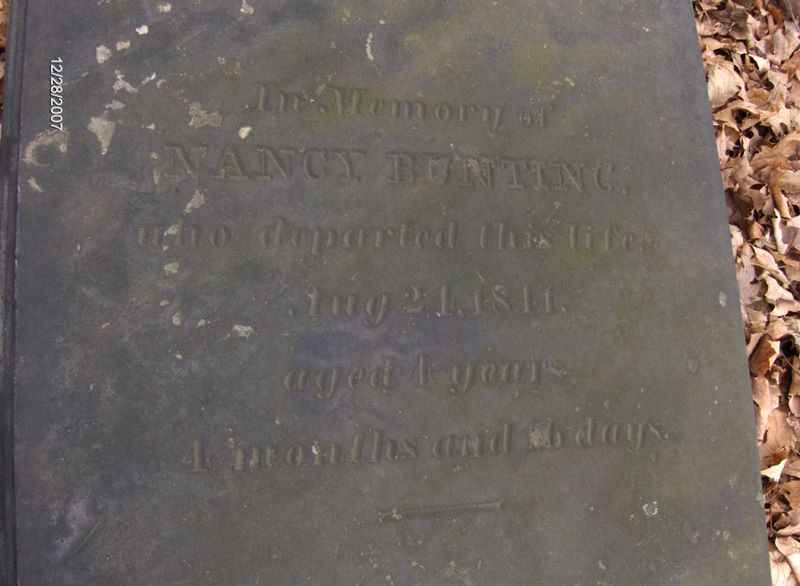 In Memory of
NANCY BUNTING.
who departed this life
Aug 21, 1841.
aged 4 years
4 months and 16 days.
12/28/2007